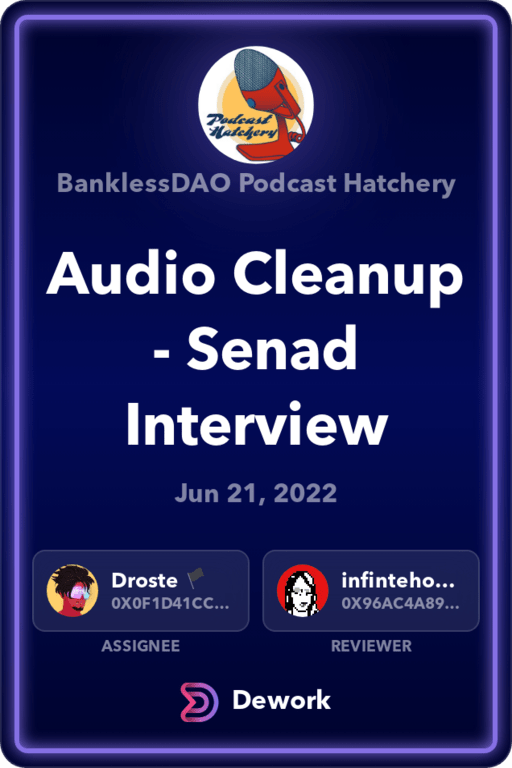 Podcast
Hatchery
BanklessDAO Podcast Hatchery
Audio Cleanup
- Senad
Interview
Jun 21, 2022
Droste 🏴
0X0F1D41CC...
ASSIGNEE
infinteho...
0X96AC4A89...
REVIEWER
Dework